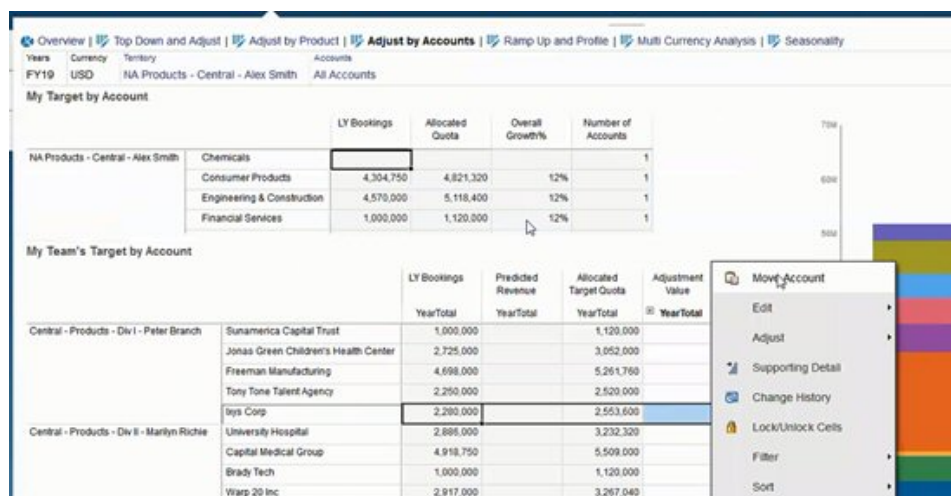 Overview | Top Down and Adjust | Adjust by Product | Adjust by Accounts | Ramp Up and Profile | Multi Currency Analysis | Seasonality
Years Currency Territory Accounts
FY19 USD NA Products - Central - Alex Smith All Accounts
My Target by Account
LY Bookings Allocated Quota Overall Growth% Number of Accounts
NA Products - Central - Alex Smith Chemicals 1
Consumer Products 4,304,750 4,821,320 12% 1
Engineering & Construction 4,570,000 5,118,400 12% 1
Financial Services 1,000,000 1,120,000 12% 1
My Team's Target by Account
LY Bookings Predicted Revenue Allocated Target Quota Adjustment Value
YearTotal YearTotal YearTotal YearTotal
Central - Products - Div I - Peter Branch Sunamerica Capital Trust 1,000,000 1,120,000
Jonas Green Children's Health Center 2,725,000 3,052,000
Freeman Manufacturing 4,698,000 5,261,760
Tony Tone Talent Agency 2,250,000 2,520,000
Corp 2,280,000 2,553,600
Central - Products - Div II - Marilyn Richie University Hospital 2,886,000 3,232,320
Capital Medical Group 4,918,750 5,509,000
Brady Tech 1,000,000 1,120,000
Warp 20 Inc 2,917,000 3,267,040
70M
60M
50M
Move Account
Edit
Adjust
Supporting Detail
Change History
Lock/Unlock Cells
Filter
Sort